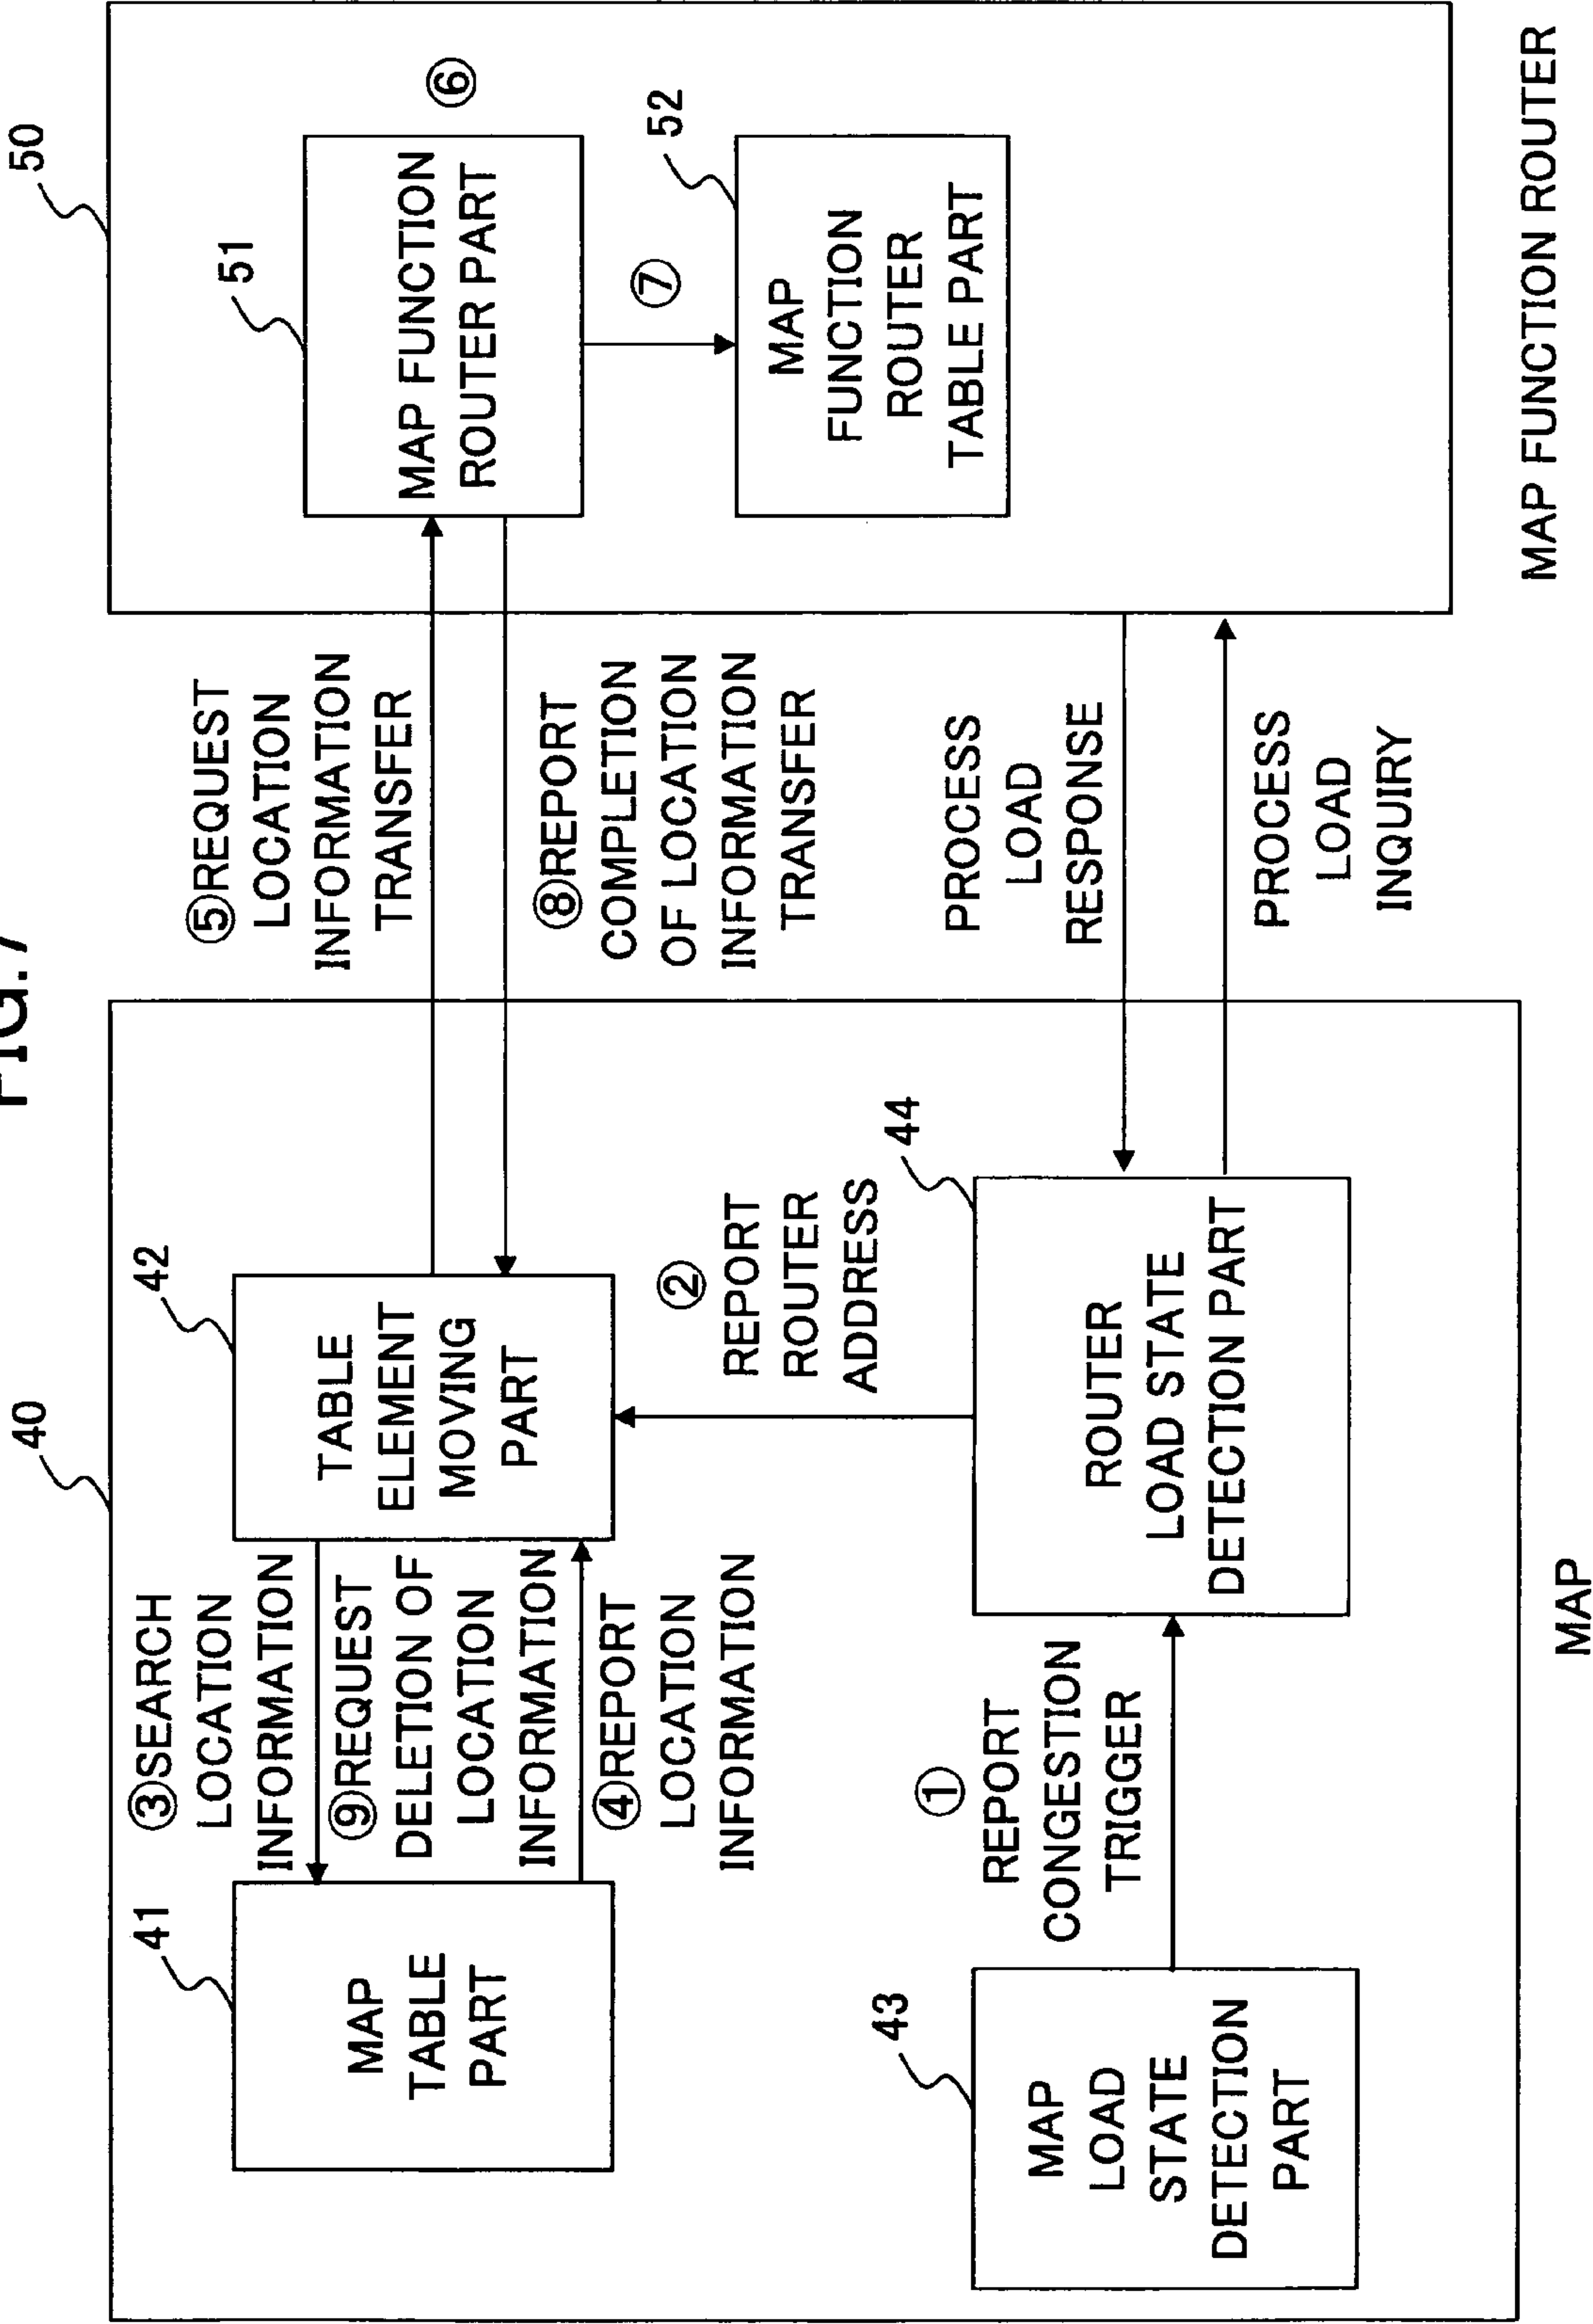 FIG.7
40
50
41
MAP
TABLE
PART
③SEARCH
LOCATION
INFORMATION
⑨REQUEST
DELETION OF
LOCATION
INFORMATION
④REPORT
LOCATION
INFORMATION
42
TABLE
ELEMENT
MOVING
PART
⑤REQUEST
LOCATION
INFORMATION
TRANSFER
⑧REPORT
COMPLETION
OF LOCATION
INFORMATION
TRANSFER
51
MAP FUNCTION
ROUTER PART
⑥
⑦
52
MAP
FUNCTION
ROUTER
TABLE PART
②
REPORT
ROUTER
ADDRESS
43
MAP
LOAD
STATE
DETECTION
PART
①
REPORT
CONGESTION
TRIGGER
44
ROUTER
LOAD STATE
DETECTION PART
PROCESS
LOAD
RESPONSE
PROCESS
LOAD
INQUIRY
MAP
MAP FUNCTION ROUTER